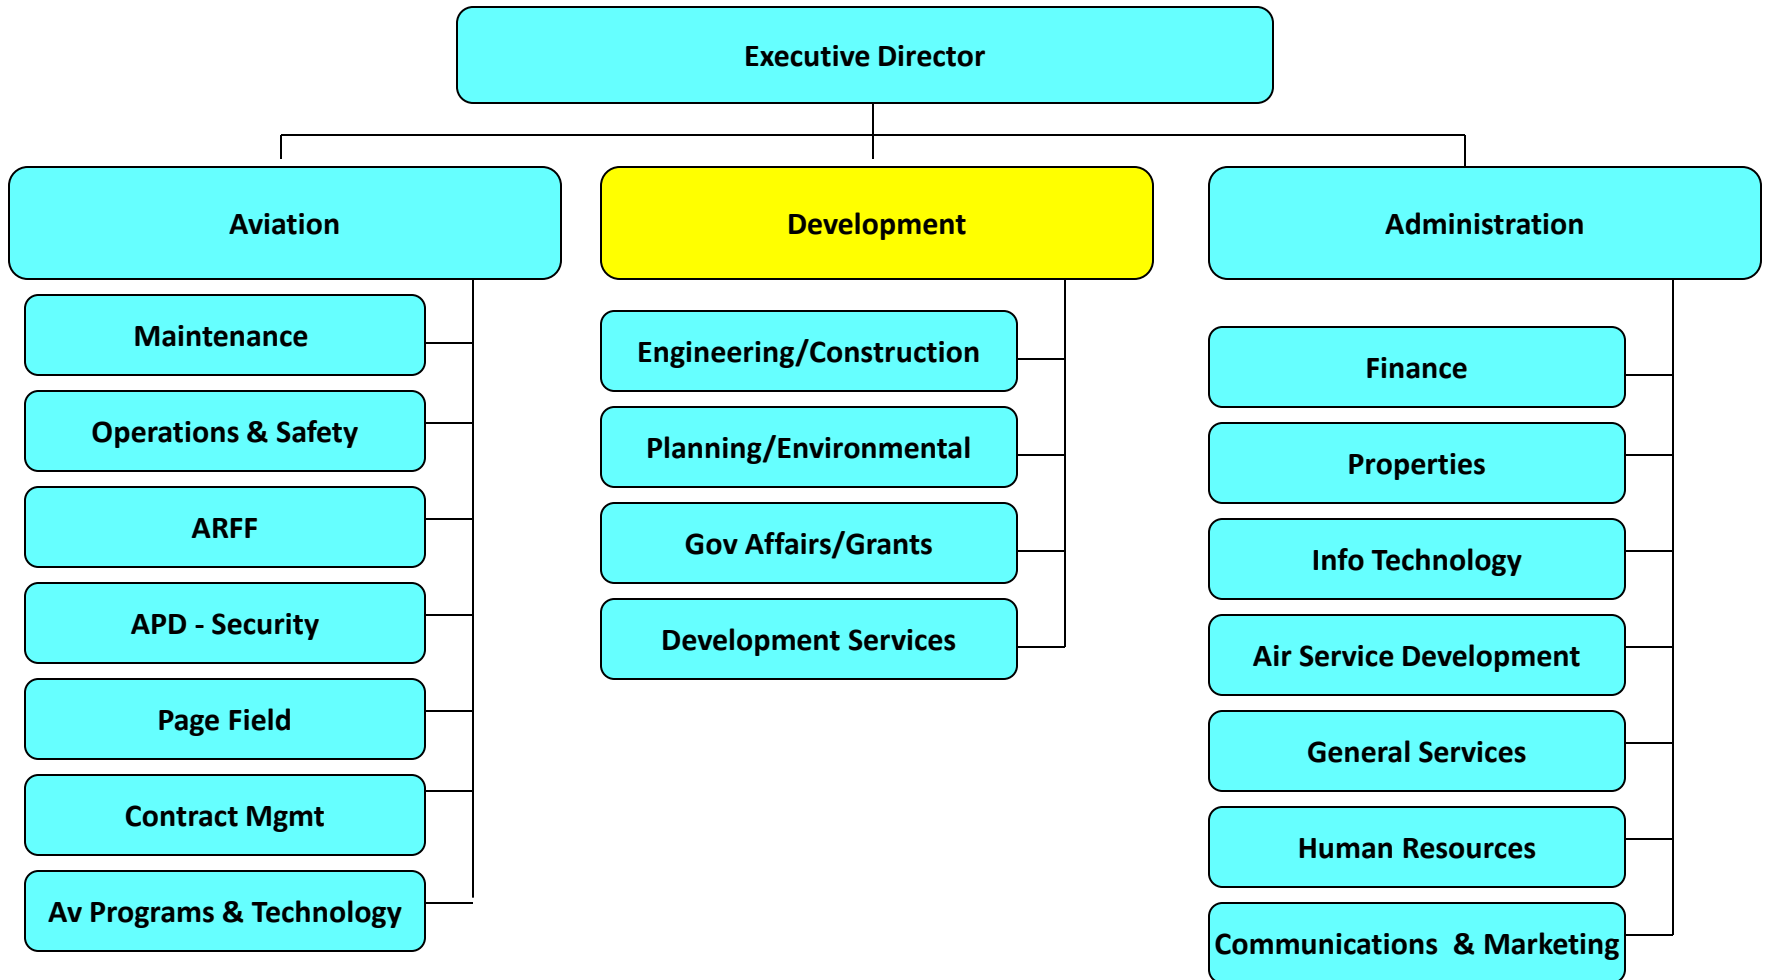 Executive Director
Aviation
Development
Administration
Maintenance
Operations & Safety
ARFF
APD - Security
Page Field
Contract Mgmt
Av Programs & Technology
Engineering/Construction
Planning/Environmental
Gov Affairs/Grants
Development Services
Finance
Properties
Info Technology
Air Service Development
General Services
Human Resources
Communications  & Marketing